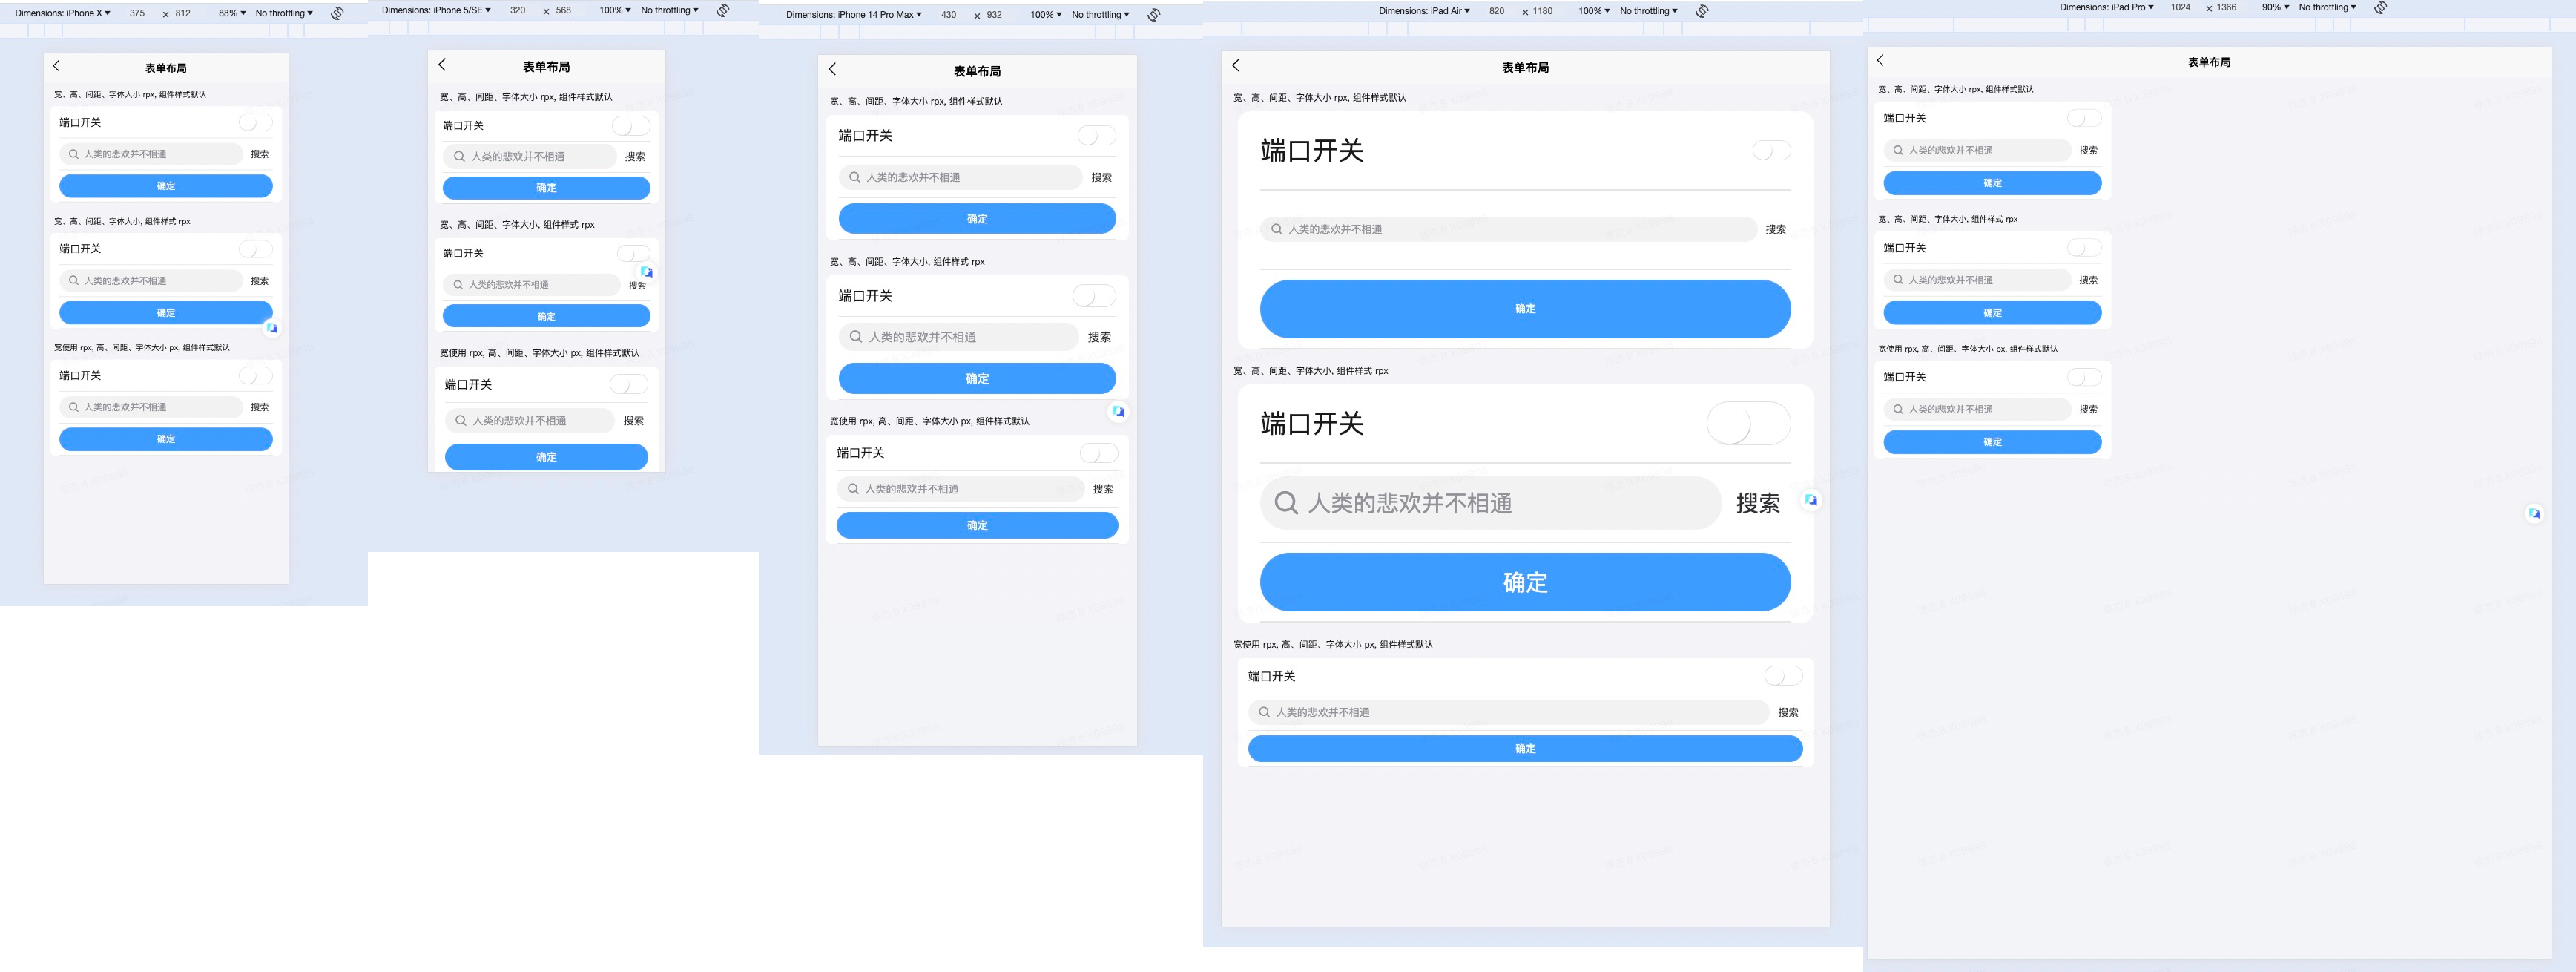 Dimensions: iPhone X 375 × 812 88% No throttling
表单布局
宽、高、间距、字体大小 rpx, 组件样式默认
端口开关
人类的悲欢并不相通 搜索
确定
宽、高、间距、字体大小, 组件样式 rpx
端口开关
人类的悲欢并不相通 搜索
确定
宽使用 rpx, 高、间距、字体大小 px, 组件样式默认
端口开关
人类的悲欢并不相通 搜索
确定
Dimensions: iPhone 5/SE 320 × 568 100% No throttling
表单布局
宽、高、间距、字体大小 rpx, 组件样式默认
端口开关
人类的悲欢并不相通 搜索
确定
宽、高、间距、字体大小, 组件样式 rpx
端口开关
人类的悲欢并不相通 搜索
确定
宽使用 rpx, 高、间距、字体大小 px, 组件样式默认
端口开关
人类的悲欢并不相通 搜索
确定
Dimensions: iPhone 14 Pro Max 430 × 932 100% No throttling
表单布局
宽、高、间距、字体大小 rpx, 组件样式默认
端口开关
人类的悲欢并不相通 搜索
确定
宽、高、间距、字体大小, 组件样式 rpx
端口开关
人类的悲欢并不相通 搜索
确定
宽使用 rpx, 高、间距、字体大小 px, 组件样式默认
端口开关
人类的悲欢并不相通 搜索
确定
Dimensions: iPad Air 820 × 1180 100% No throttling
表单布局
宽、高、间距、字体大小 rpx, 组件样式默认
端口开关
人类的悲欢并不相通 搜索
确定
宽、高、间距、字体大小, 组件样式 rpx
端口开关
人类的悲欢并不相通 搜索
确定
宽使用 rpx, 高、间距、字体大小 px, 组件样式默认
端口开关
人类的悲欢并不相通 搜索
确定
Dimensions: iPad Pro 1024 × 1366 90% No throttling
表单布局
宽、高、间距、字体大小 rpx, 组件样式默认
端口开关
人类的悲欢并不相通 搜索
确定
宽、高、间距、字体大小, 组件样式 rpx
端口开关
人类的悲欢并不相通 搜索
确定
宽使用 rpx, 高、间距、字体大小 px, 组件样式默认
端口开关
人类的悲欢并不相通 搜索
确定